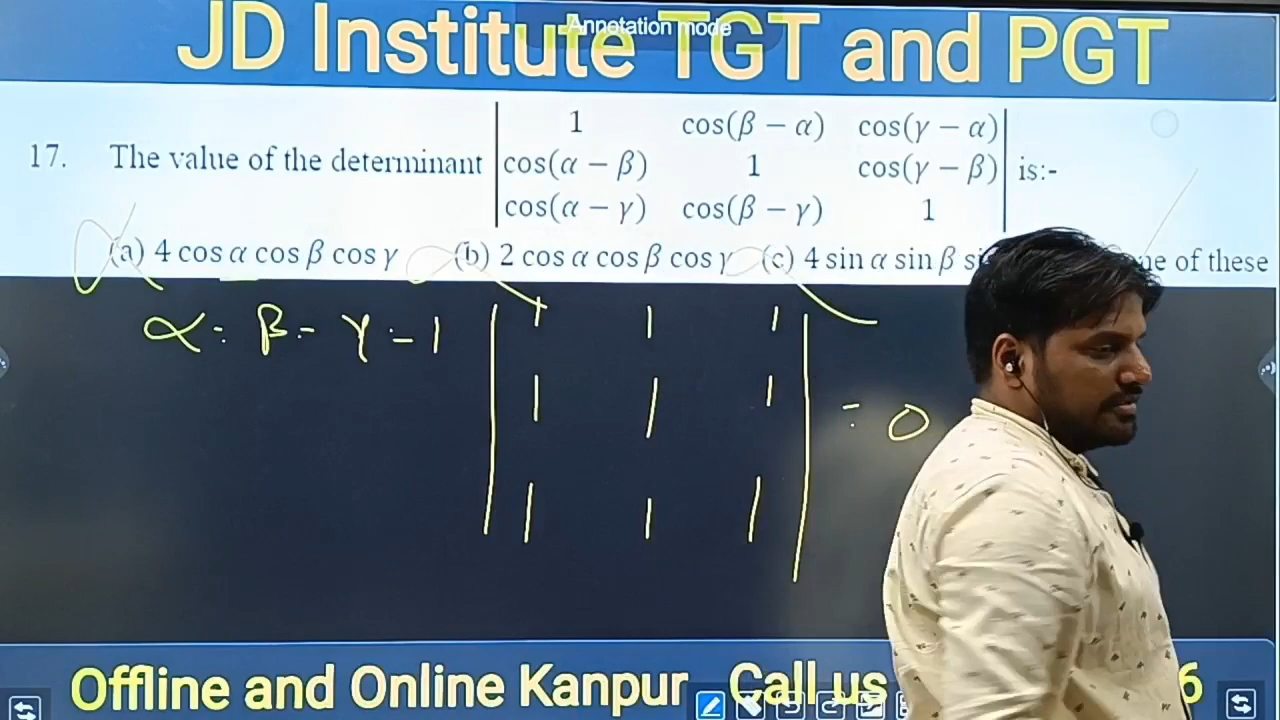 Annotation mode
JD Institute TGT and PGT
17. The value of the determinant | 1 cos(β − α) cos(γ − α) |
| cos(α − β) 1 cos(γ − β) | is:-
| cos(α − γ) cos(β − γ) 1 |
(a) 4 cos α cos β cos γ (b) 2 cos α cos β cos γ (c) 4 sin α sin β of these
α = β = γ = 1
| 1 1 1 |
| 1 1 1 | = 0
| 1 1 1 |
Offline and Online Kanpur Call us 6